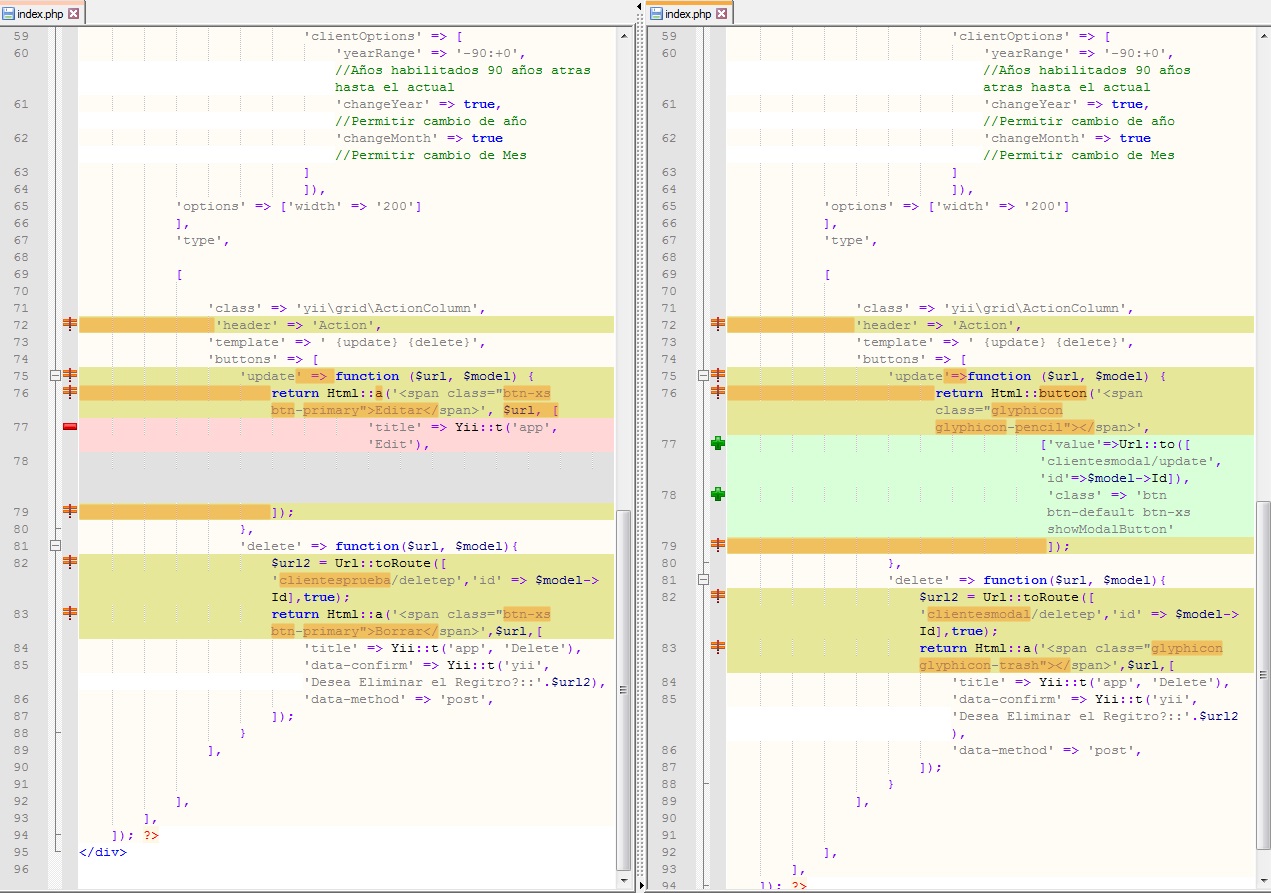 index.php
59 'clientOptions' => [
60 'yearRange' => '-90:+0',
//Años habilitados 90 años atras
hasta el actual
61 'changeYear' => true,
//Permitir cambio de año
62 'changeMonth' => true
//Permitir cambio de Mes
63 ]
64 ]),
65 'options' => ['width' => '200']
66 ],
67 'type',
68
69 [
70
71 'class' => 'yii\grid\ActionColumn',
72 'header' => 'Action',
73 'template' => ' {update} {delete}',
74 'buttons' => [
75 'update' => function ($url, $model) {
76 return Html::a('<span class="btn-xs
btn-primary">Editar</span>', $url, [
77 'title' => Yii::t('app',
'Edit'),
78
79 ]);
80 },
81 'delete' => function($url, $model){
82 $url2 = Url::toRoute([
'clientesprueba/deletep','id' => $model->
Id],true);
83 return Html::a('<span class="btn-xs
btn-primary">Borrar</span>',$url,[
84 'title' => Yii::t('app', 'Delete'),
85 'data-confirm' => Yii::t('yii',
'Desea Eliminar el Regitro?::'.$url2),
86 'data-method' => 'post',
87 ]);
88 }
89 ],
90
91
92 ],
93 ],
94 ]); ?>
95 </div>
96
index.php
59 'clientOptions' => [
60 'yearRange' => '-90:+0',
//Años habilitados 90 años
atras hasta el actual
61 'changeYear' => true,
//Permitir cambio de año
62 'changeMonth' => true
//Permitir cambio de Mes
63 ]
64 ]),
65 'options' => ['width' => '200']
66 ],
67 'type',
68
69 [
70
71 'class' => 'yii\grid\ActionColumn',
72 'header' => 'Action',
73 'template' => ' {update} {delete}',
74 'buttons' => [
75 'update'=>function ($url, $model) {
76 return Html::button('<span
class="glyphicon
glyphicon-pencil"></span>',
77 ['value'=>Url::to([
'clientesmodal/update',
'id'=>$model->Id]),
78 'class' => 'btn
btn-default btn-xs
showModalButton'
79 ]);
80 },
81 'delete' => function($url, $model){
82 $url2 = Url::toRoute([
'clientesmodal/deletep','id' => $model->
Id],true);
83 return Html::a('<span class="glyphicon
glyphicon-trash"></span>',$url,[
84 'title' => Yii::t('app', 'Delete'),
85 'data-confirm' => Yii::t('yii',
'Desea Eliminar el Regitro?::'.$url2
),
86 'data-method' => 'post',
87 ]);
88 }
89 ],
90
91
92 ],
93 ],
94 ]); ?>